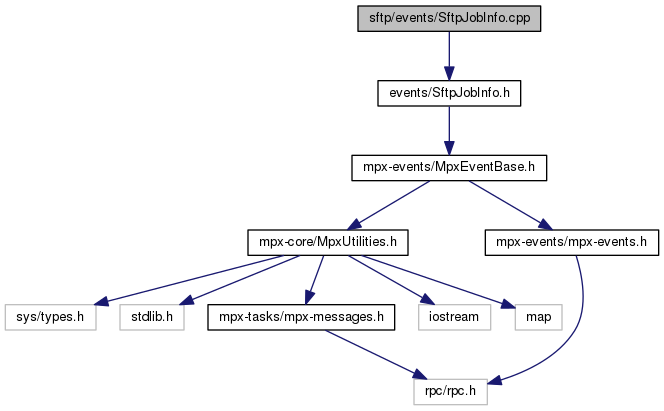 sftp/events/SftpJobInfo.cpp
events/SftpJobInfo.h
mpx-events/MpxEventBase.h
mpx-core/MpxUtilities.h
mpx-events/mpx-events.h
sys/types.h
stdlib.h
mpx-tasks/mpx-messages.h
iostream
map
rpc/rpc.h